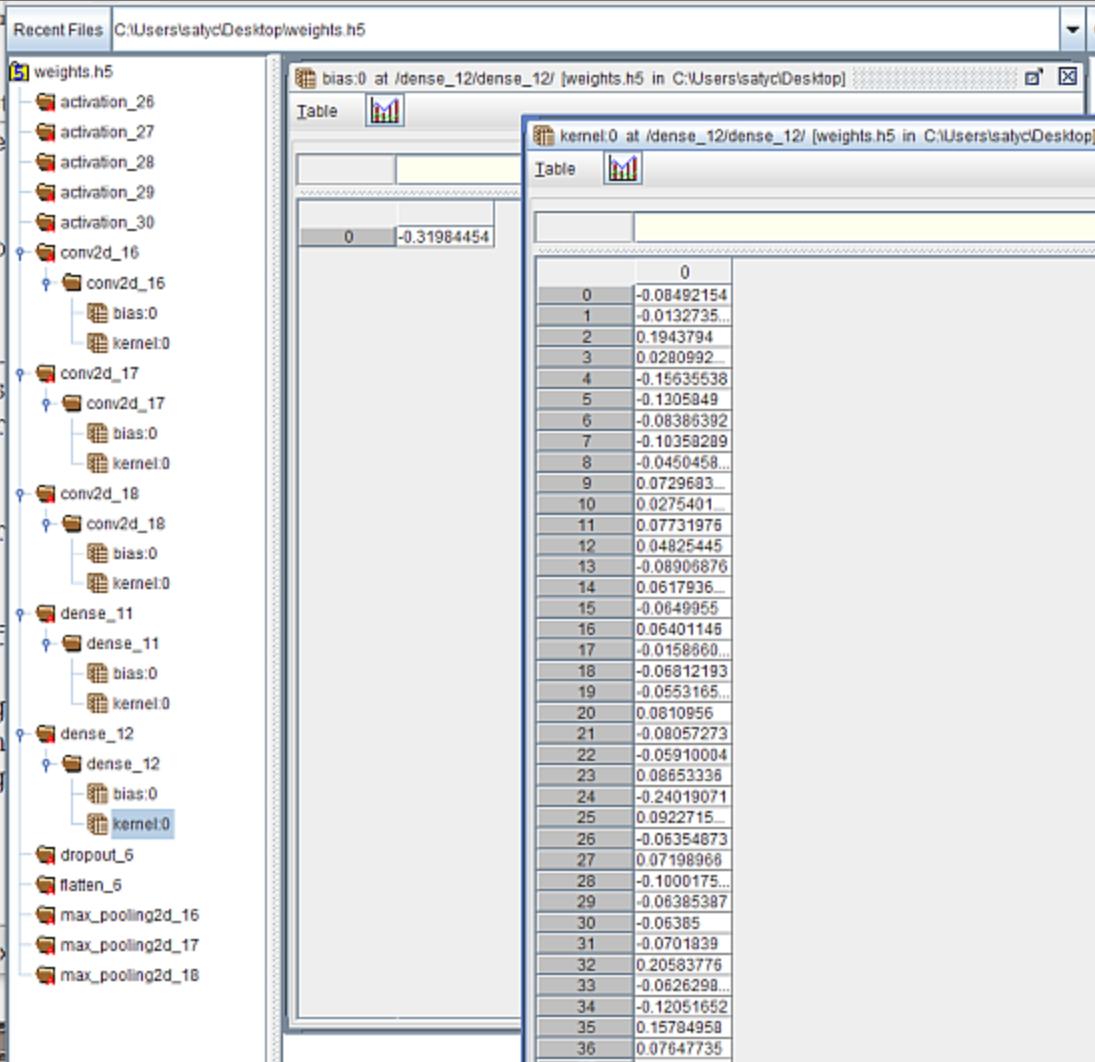 Recent Files C:\Users\satyc\Desktop\weights.h5
weights.h5
activation_26
activation_27
activation_28
activation_29
activation_30
conv2d_16
conv2d_16
bias:0
kernel:0
conv2d_17
conv2d_17
bias:0
kernel:0
conv2d_18
conv2d_18
bias:0
kernel:0
dense_11
dense_11
bias:0
kernel:0
dense_12
dense_12
bias:0
kernel:0
dropout_6
flatten_6
max_pooling2d_16
max_pooling2d_17
max_pooling2d_18
bias:0 at /dense_12/dense_12/ [weights.h5 in C:\Users\satyc\Desktop]
Table
0 -0.31984454
kernel:0 at /dense_12/dense_12/ [weights.h5 in C:\Users\satyc\Desktop]
Table
0
0 -0.08492154
1 -0.0132735...
2 0.1943794
3 0.0280992...
4 -0.15635538
5 -0.1305849
6 -0.08386392
7 -0.10358289
8 -0.0450458...
9 0.0729683...
10 0.0275401...
11 0.07731976
12 0.04825445
13 -0.08906876
14 0.0617936...
15 -0.0649955
16 0.06401146
17 -0.0158660...
18 -0.06812193
19 -0.0553165...
20 0.0810956
21 -0.08057273
22 -0.05910004
23 0.08653336
24 -0.24019071
25 0.0922715...
26 -0.06354873
27 0.07198966
28 -0.1000175...
29 -0.06385387
30 -0.06385
31 -0.0701839
32 0.20583776
33 -0.0626298...
34 -0.12051652
35 0.15784958
36 0.07647735